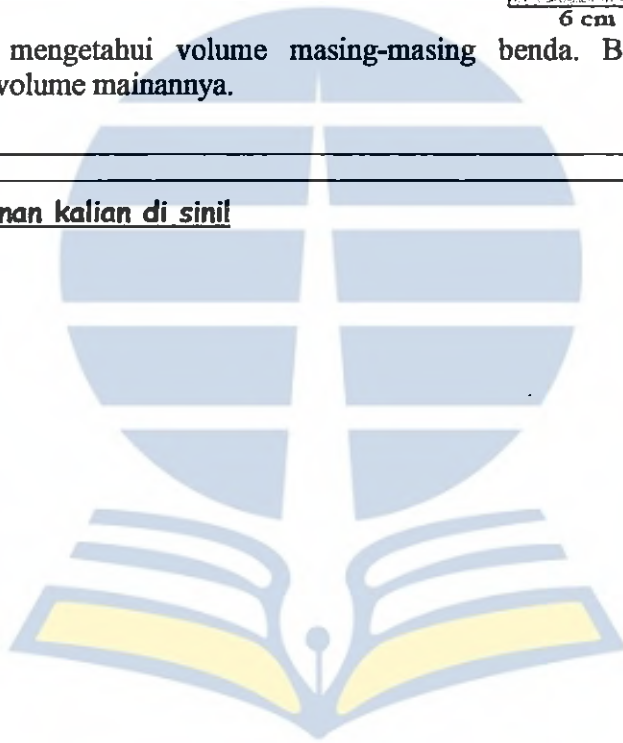 6 cm
mengetahui volume masing-masing benda. B
volume mainannya.
nan kalian di sini!